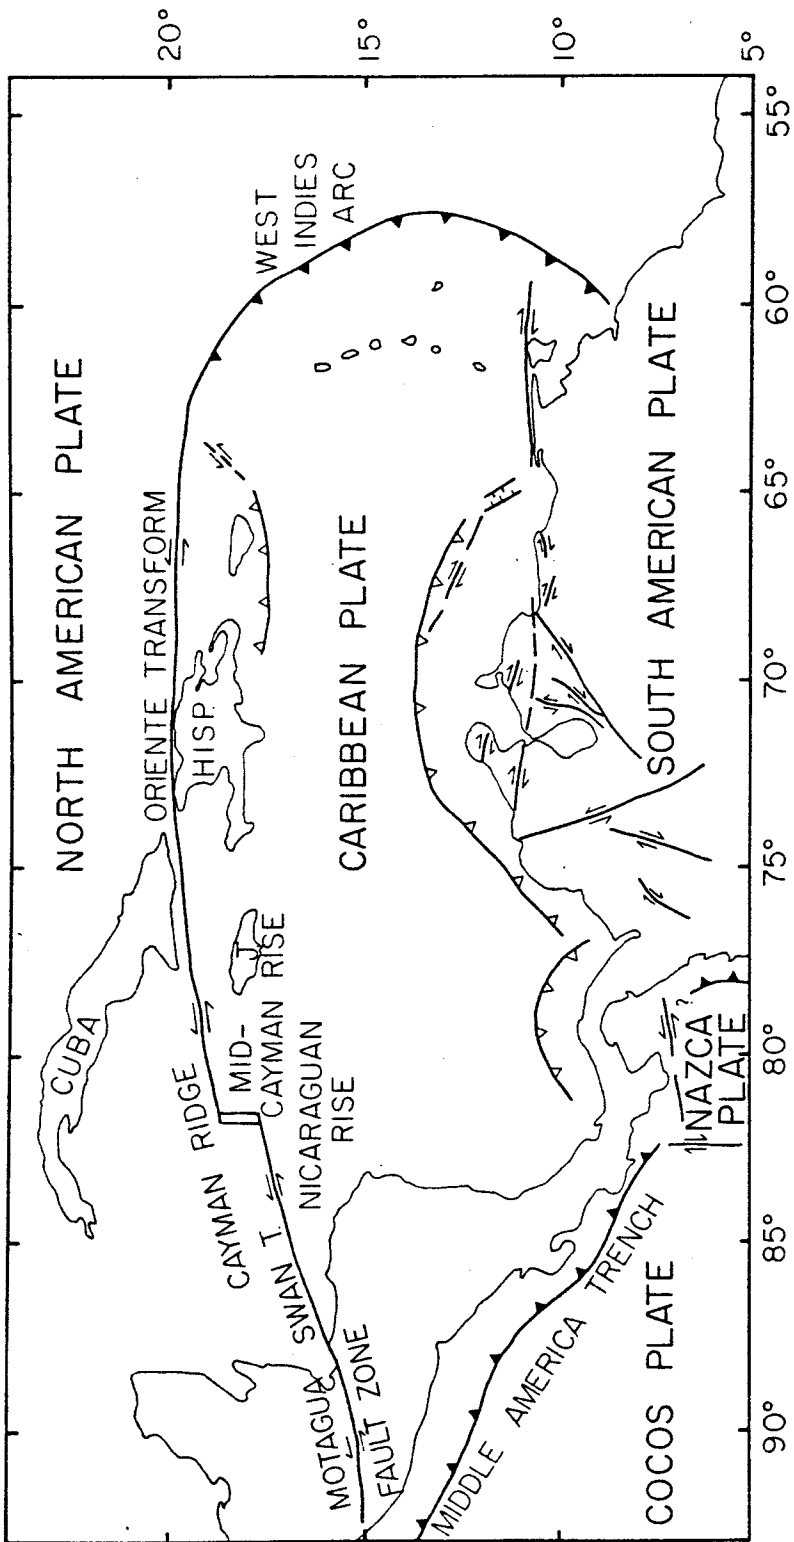 NORTH AMERICAN PLATE
CUBA
ORIENTE TRANSFORM
HISP.
J
CAYMAN RIDGE
MID-
CAYMAN RISE
NICARAGUAN
RISE
SWAN T.
MOTAGUA
FAULT ZONE
WEST
INDIES
ARC
CARIBBEAN PLATE
SOUTH AMERICAN PLATE
NAZCA
PLATE
?
MIDDLE AMERICA TRENCH
COCOS PLATE
20°
15°
10°
5°
90°
85°
80°
75°
70°
65°
60°
55°